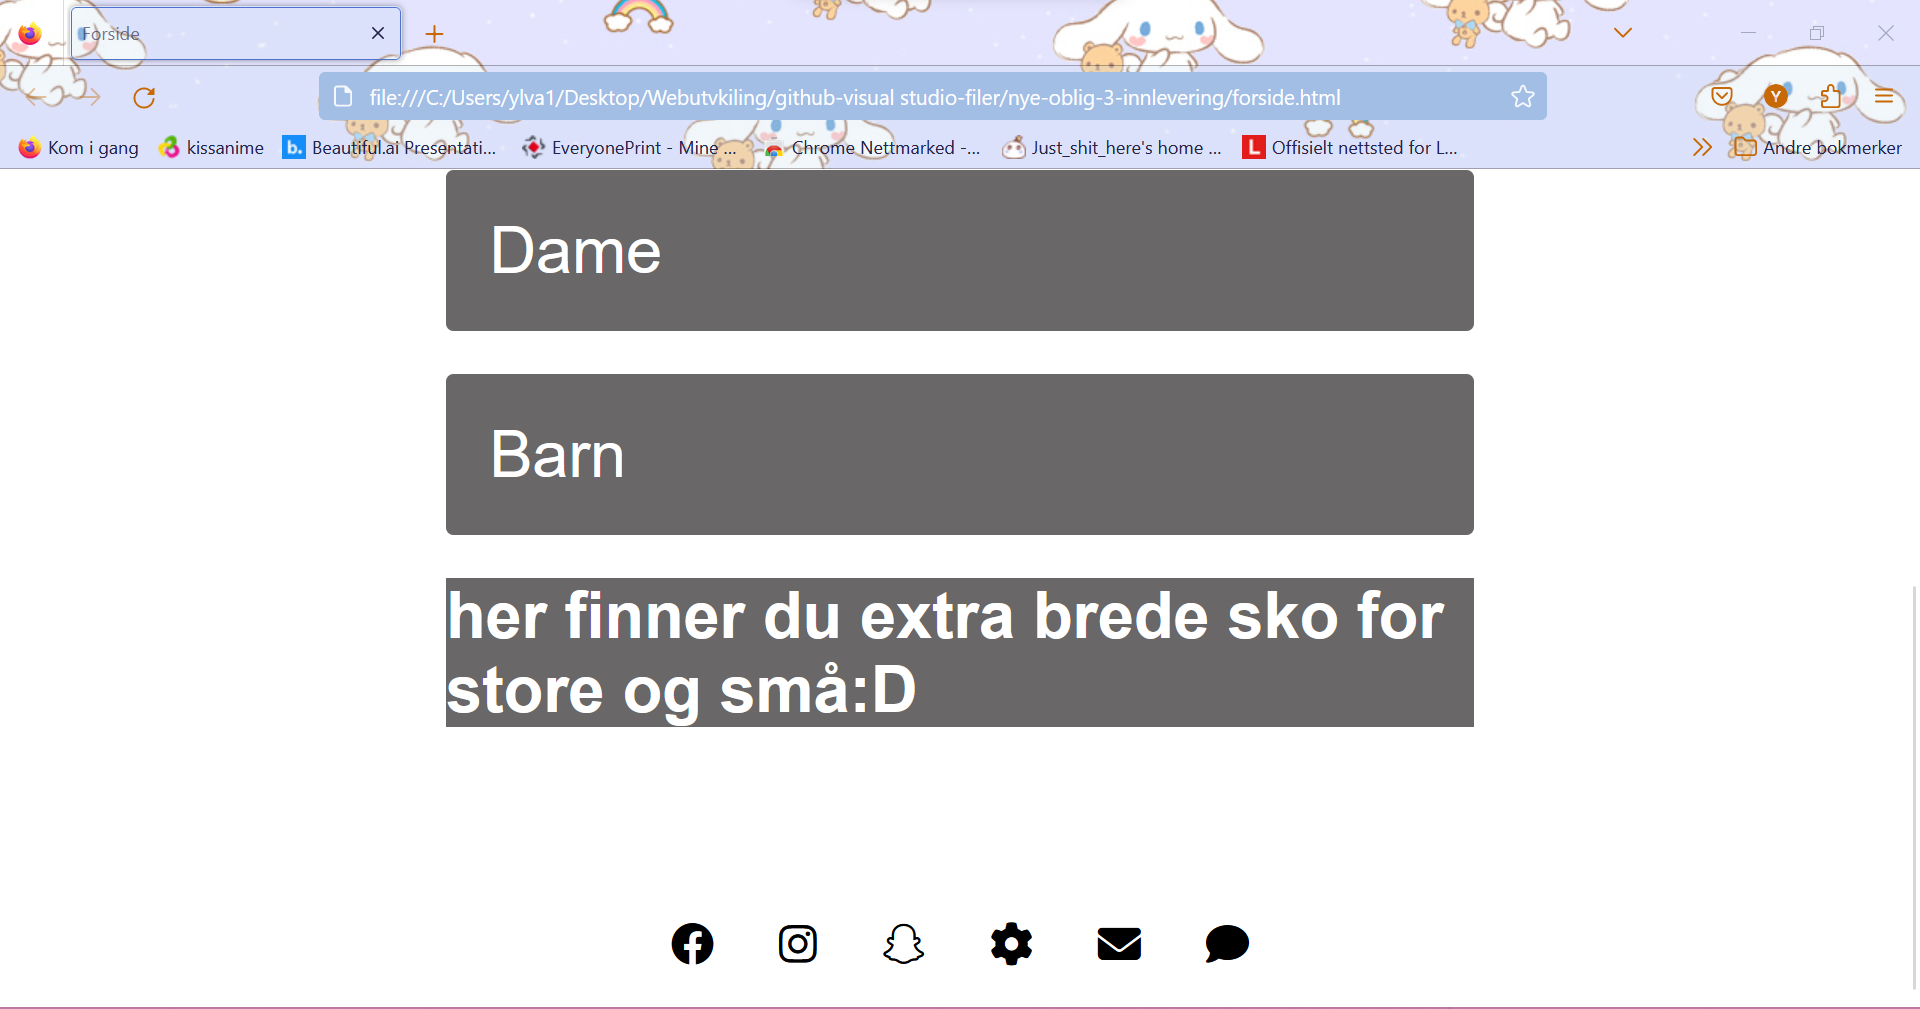 Forside
file:///C:/Users/ylva1/Desktop/Webutvkiling/github-visual studio-filer/nye-oblig-3-innlevering/forside.html
Y
Kom i gang kissanime b. Beautiful.ai Presentati... EveryonePrint - Mine ... Chrome Nettmarked -... Just_shit_here's home ... L Offisielt nettsted for L... Andre bokmerker
Dame
Barn
her finner du extra brede sko for
store og små:D